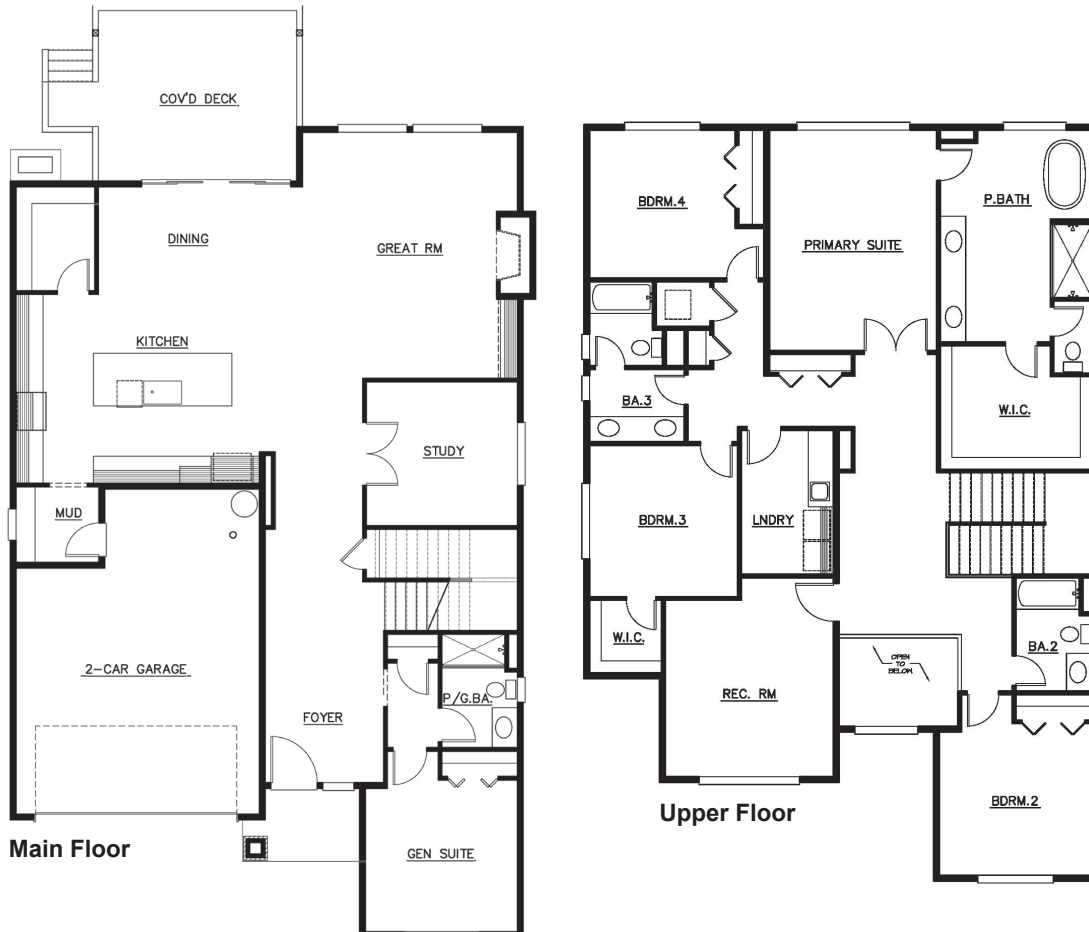 COV'D DECK
DINING
GREAT RM
KITCHEN
STUDY
MUD
2-CAR GARAGE
P/G.BA.
FOYER
GEN SUITE
Main Floor
BDRM.4
PRIMARY SUITE
P.BATH
BA.3
W.I.C.
BDRM.3
LNDRY
W.I.C.
REC. RM
OPEN
TO
BELOW
BA.2
BDRM.2
Upper Floor